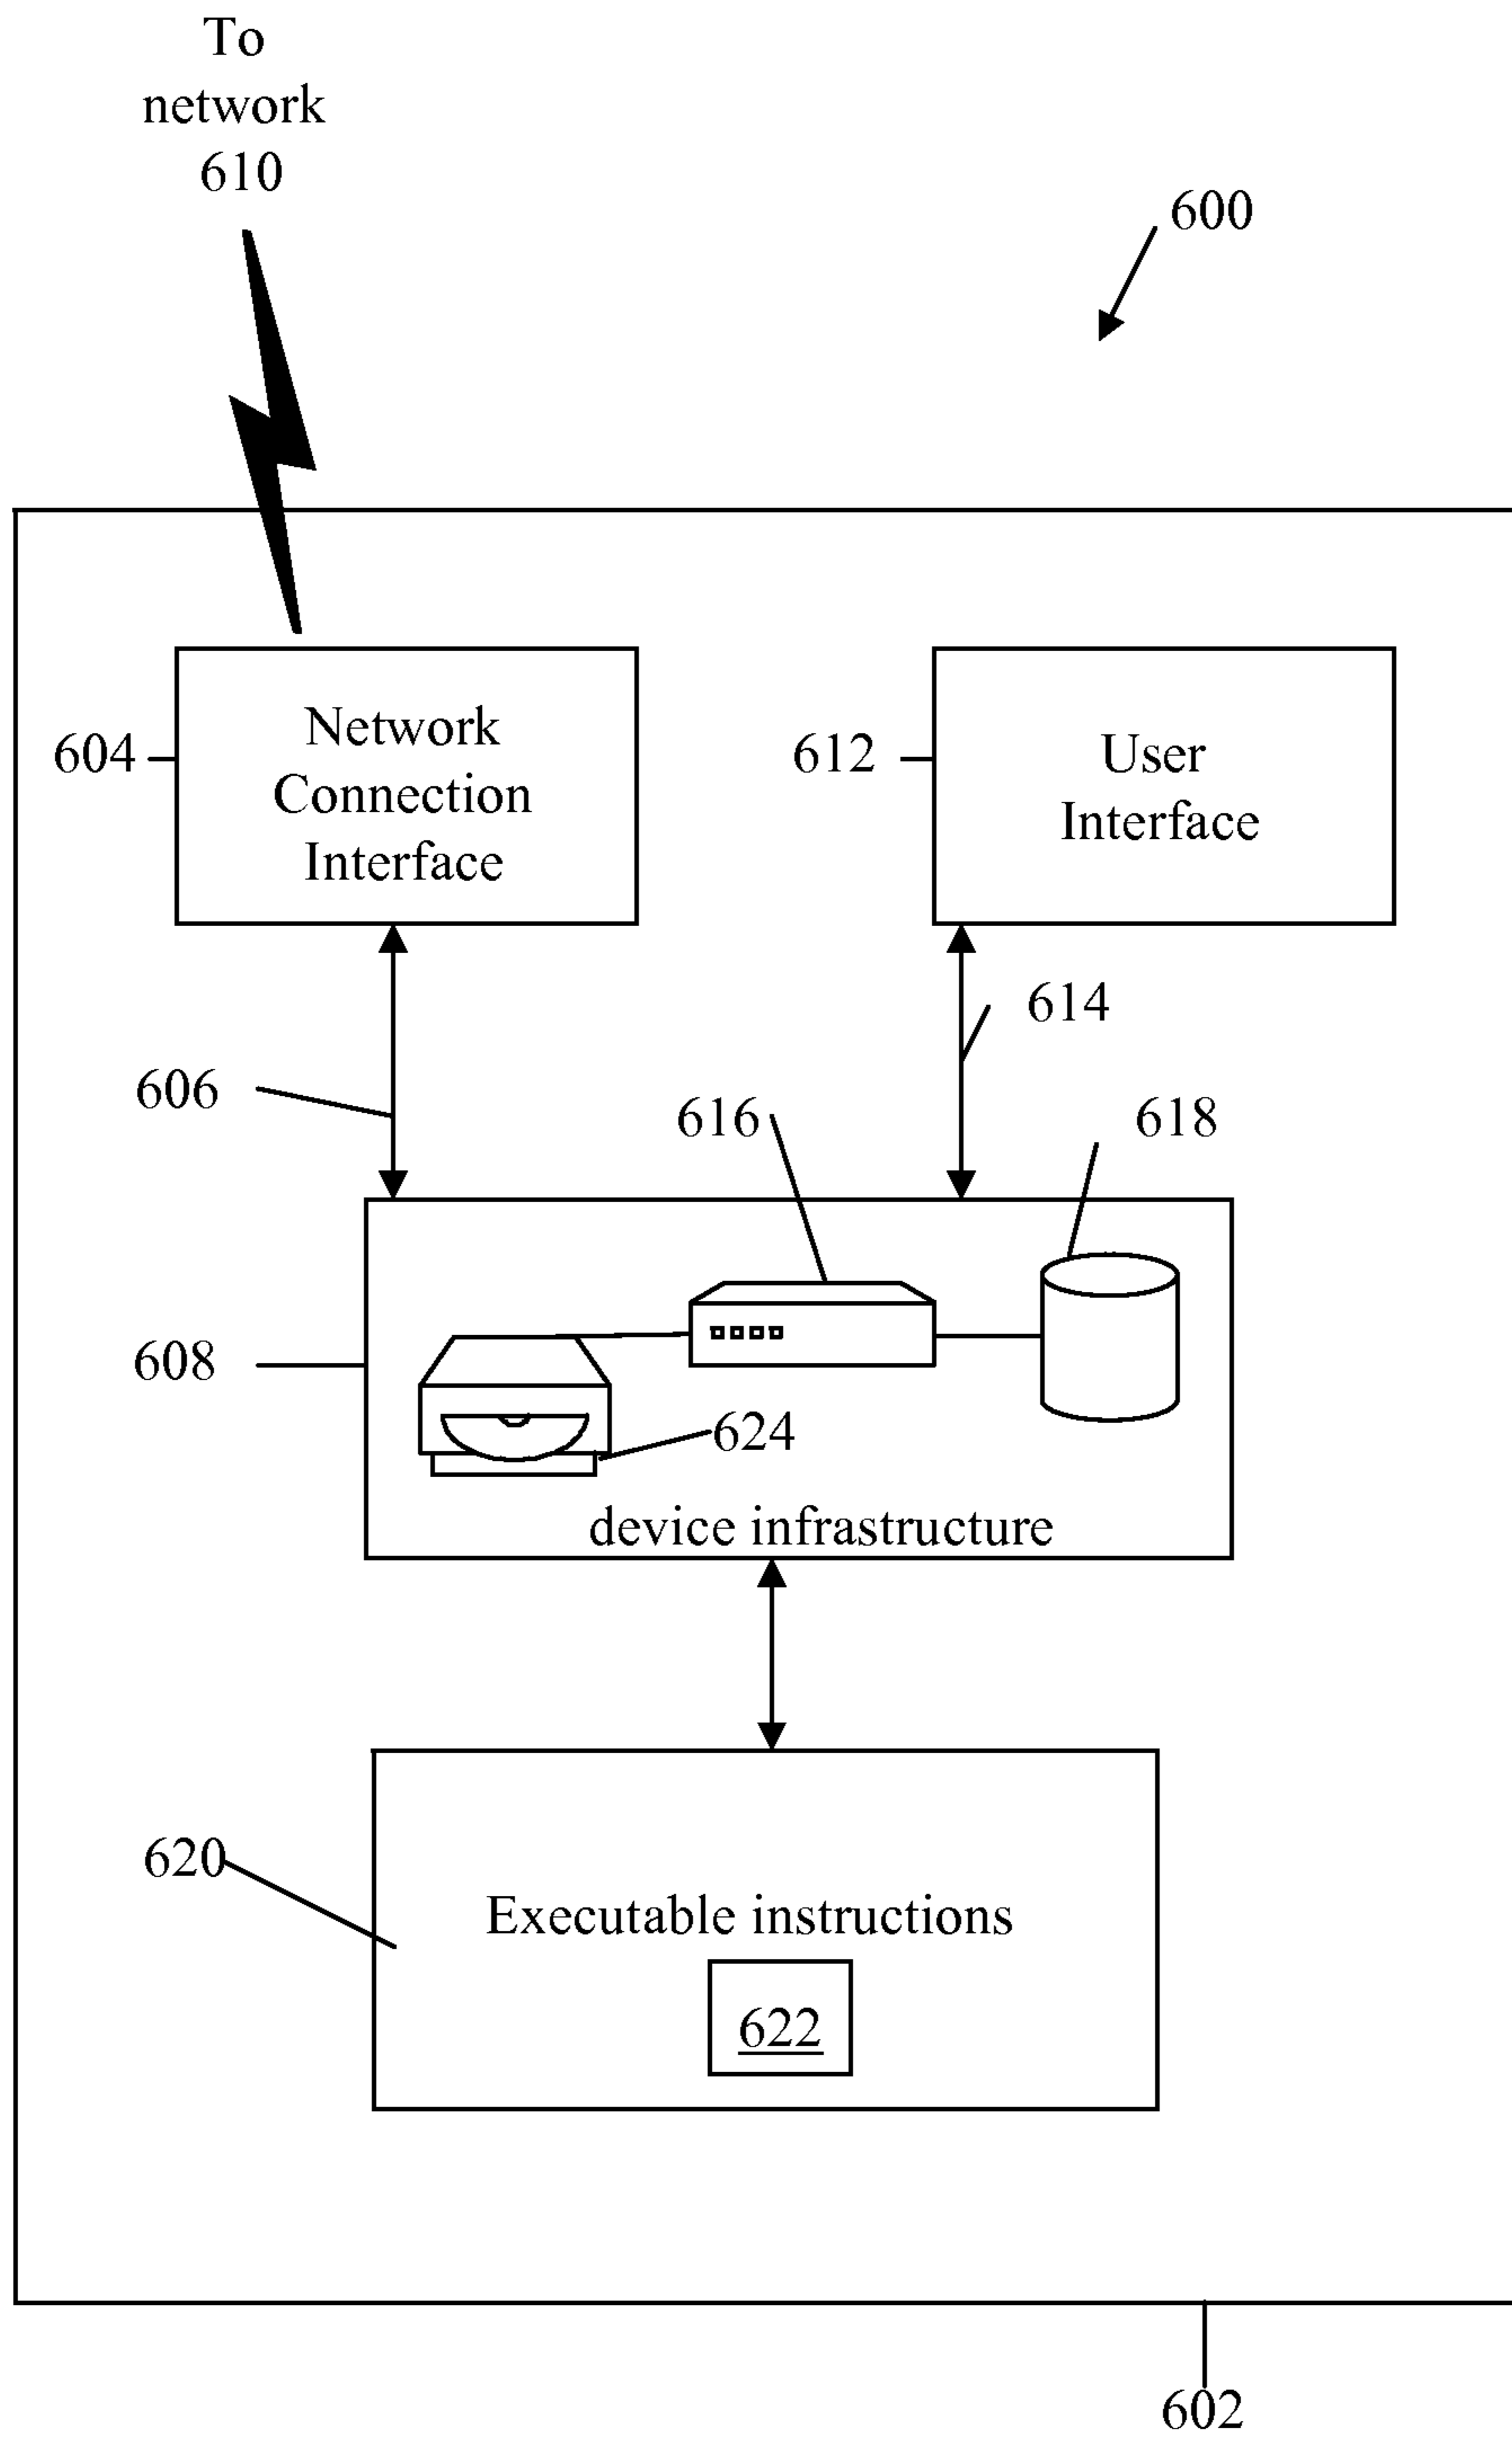 To
network
610
600
604
Network
Connection
Interface
612
User
Interface
614
606
616
618
608
624
device infrastructure
620
Executable instructions
622
602